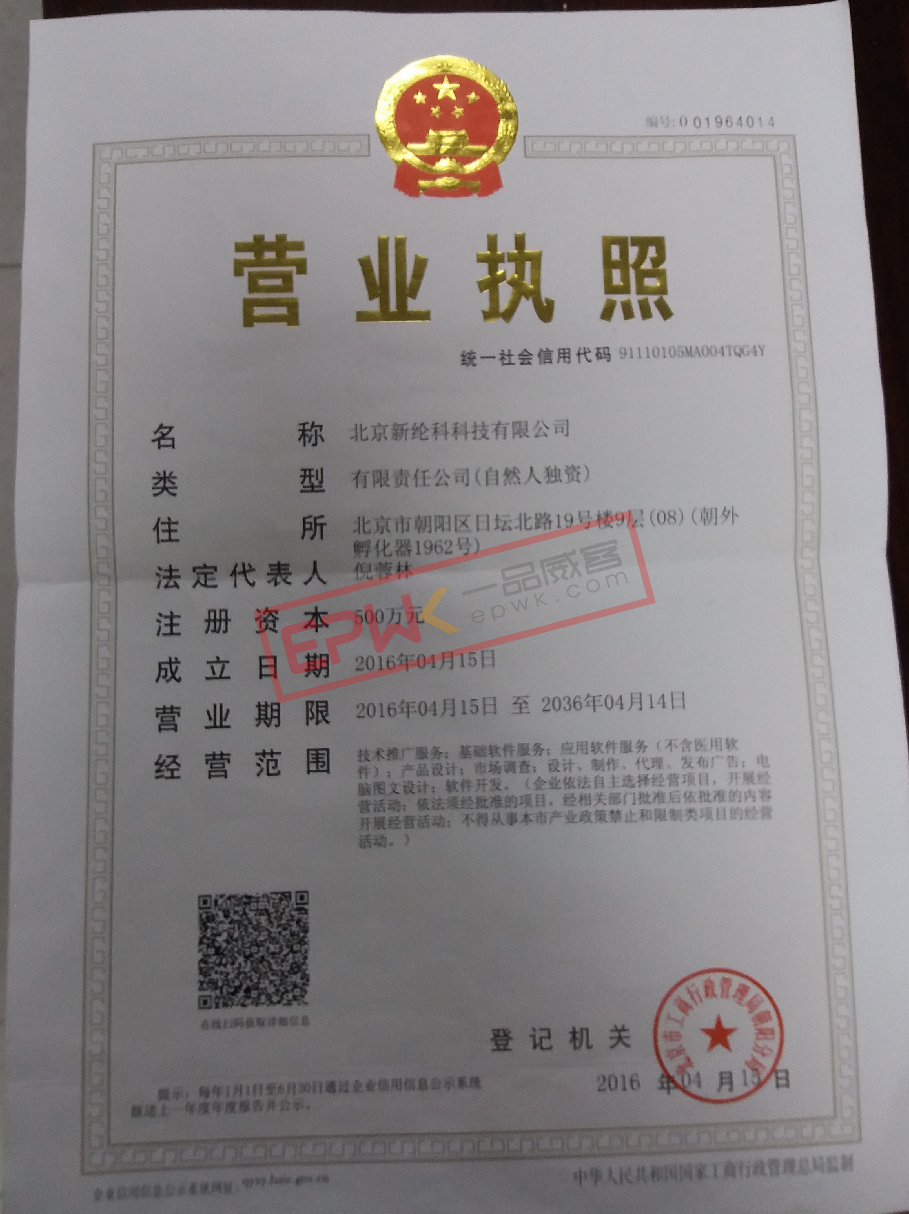 编号:0 01964014
营业执照
统一社会信用代码 91110105MA004TQG4Y
名称 北京新纶科科技有限公司
类型 有限责任公司(自然人独资)
住所 北京市朝阳区日坛北路19号楼9层(08)(朝外
孵化器1962号)
法定代表人 倪蓉林
注册资本 500万元
成立日期 2016年04月15日
营业期限 2016年04月15日 至 2036年04月14日
经营范围 技术推广服务；基础软件服务；应用软件服务（不含医用软
件）；产品设计；市场调查；设计、制作、代理、发布广告；电
脑图文设计；软件开发。（企业依法自主选择经营项目，开展经
营活动；依法须经批准的项目，经相关部门批准后依批准的内容
开展经营活动；不得从事本市产业政策禁止和限制类项目的经营
活动。）
EPWK 一品威客
epwk.com
在线扫码获取详细信息
登记机关
北京市工商行政管理局朝阳分局
2016 年04 月15 日
提示：每年1月1日至6月30日通过企业信用信息公示系统
报送上一年度年度报告并公示。
企业信用信息公示系统网址：qyxy.baic.gov.cn
中华人民共和国国家工商行政管理总局监制